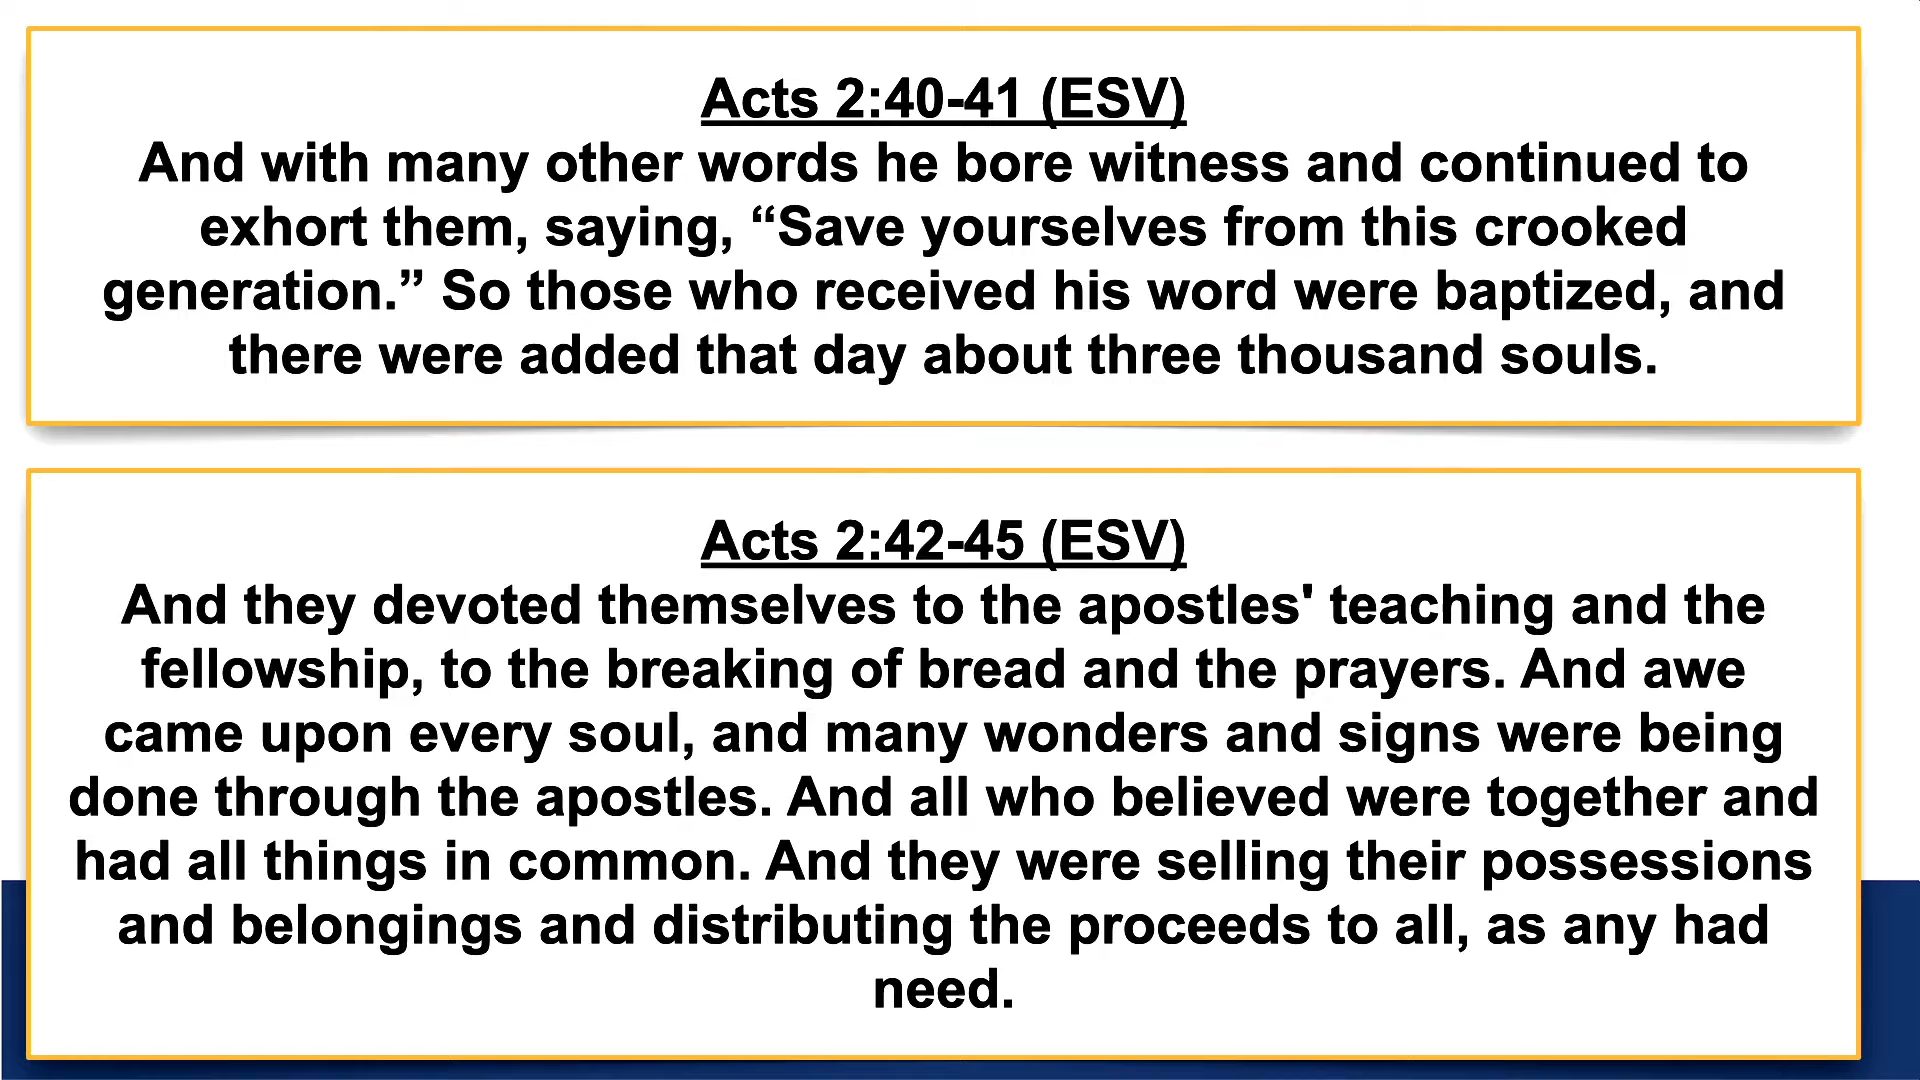 Acts 2:40-41 (ESV)
And with many other words he bore witness and continued to
exhort them, saying, “Save yourselves from this crooked
generation.” So those who received his word were baptized, and
there were added that day about three thousand souls.
Acts 2:42-45 (ESV)
And they devoted themselves to the apostles' teaching and the
fellowship, to the breaking of bread and the prayers. And awe
came upon every soul, and many wonders and signs were being
done through the apostles. And all who believed were together and
had all things in common. And they were selling their possessions
and belongings and distributing the proceeds to all, as any had
need.